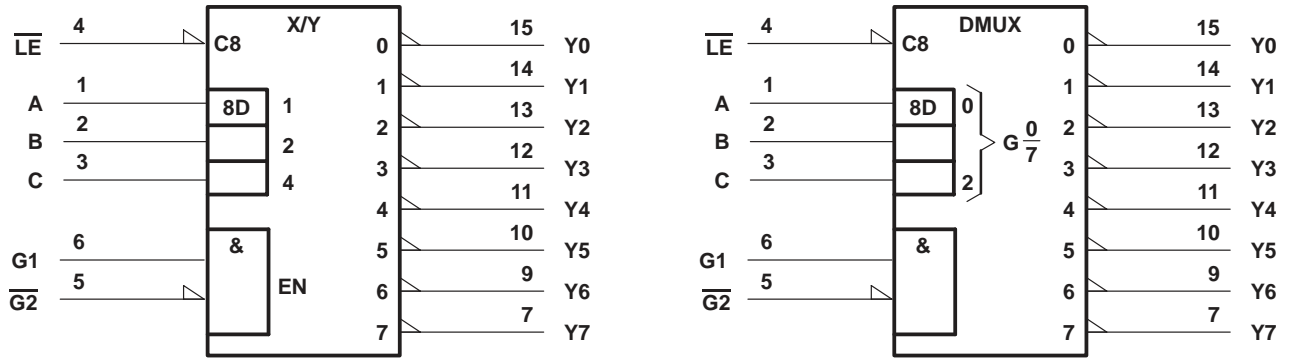 X/Y
LE 4 C8 0 15 Y0
1 14 Y1
A 1 8D 1
2 13 Y2
B 2 2
3 12 Y3
C 3 4
4 11 Y4
G1 6 & 5 10 Y5
G2 5 EN 6 9 Y6
7 7 Y7
DMUX
LE 4 C8 0 15 Y0
1 14 Y1
A 1 8D 0
2 13 Y2
B 2 G 0/7
3 12 Y3
C 3 2
4 11 Y4
G1 6 & 5 10 Y5
G2 5 6 9 Y6
7 7 Y7